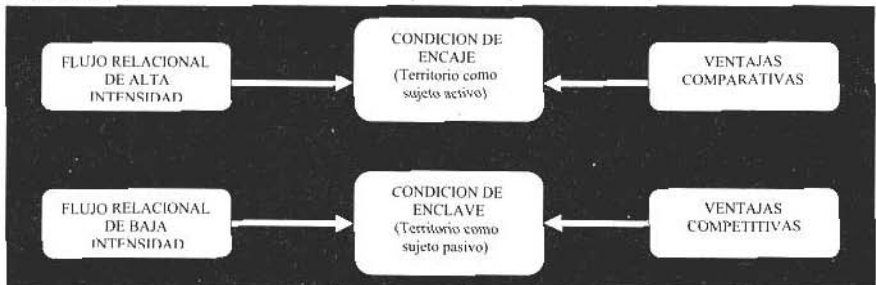 FLUJO RELACIONAL
DE ALTA
INTENSIDAD
CONDICION DE
ENCAJE
(Territorio como
sujeto activo)
VENTAJAS
COMPARATIVAS
FLUJO RELACIONAL
DE BAJA
INTENSIDAD
CONDICION DE
ENCLAVE
(Territorio como
sujeto pasivo)
VENTAJAS
COMPETITIVAS